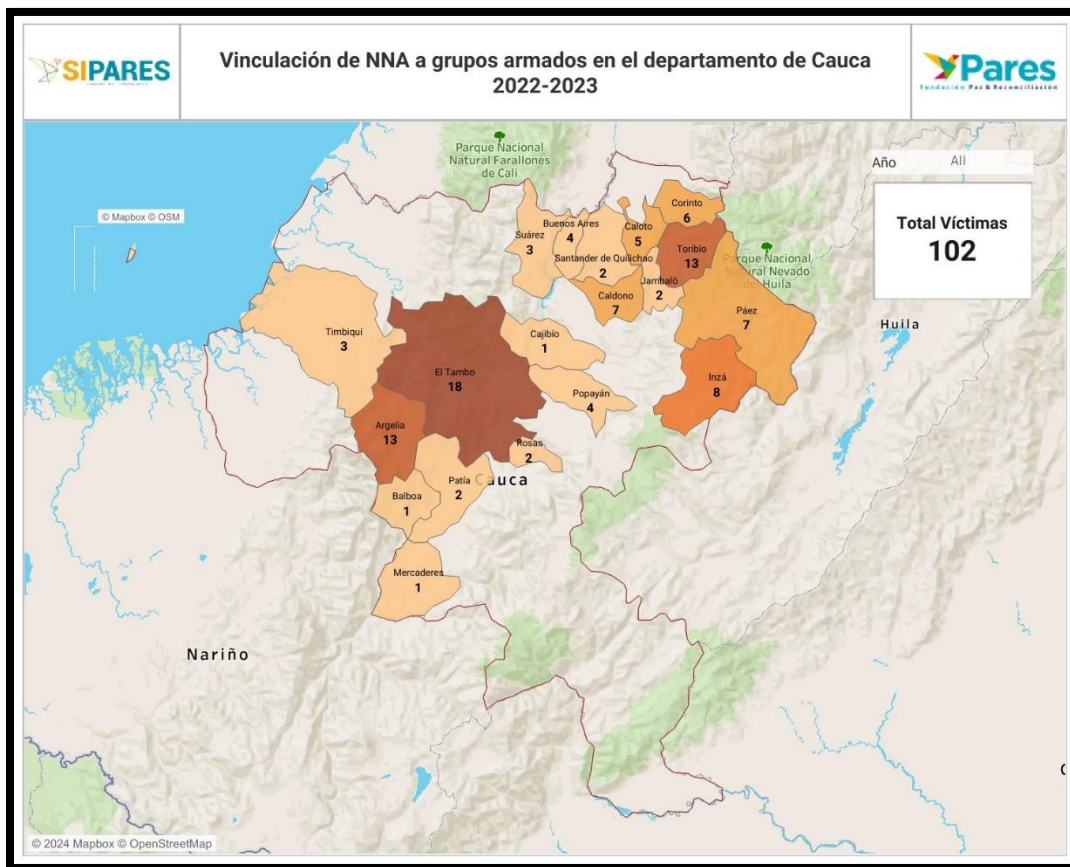 SIPARES
Vinculación de NNA a grupos armados en el departamento de Cauca
2022-2023
Pares
Fundación Paz & Reconciliación
Parque Nacional
Natural Farallones
de Cali
Año
All
Total Víctimas
102
© Mapbox © OSM
Corinto
6
Buenos Aires
4
Caloto
5
Suárez
3
Toribío
13
Santander de Quilichao
2
Parque Nacional
Natural Nevado
del Huila
Jambaló
2
Caldono
7
Páez
7
Huila
Timbiquí
3
Cajibío
1
El Tambo
18
Inzá
8
Popayán
4
Argelia
13
Rosas
2
Cauca
Patía
2
Balboa
1
Mercaderes
1
Nariño
© 2024 Mapbox © OpenStreetMap